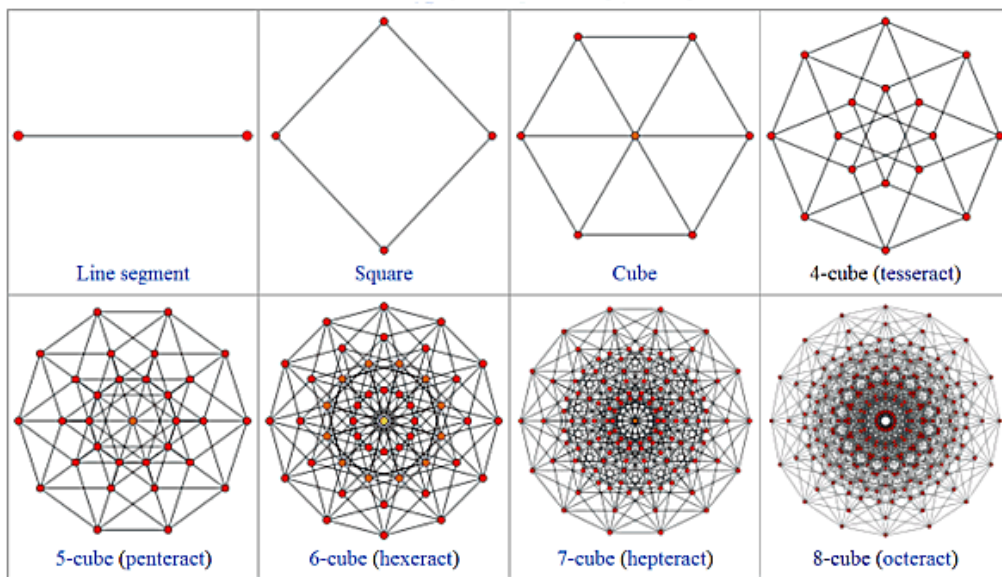 Line segment
Square
Cube
4-cube (tesseract)
5-cube (penteract)
6-cube (hexeract)
7-cube (hepteract)
8-cube (octeract)